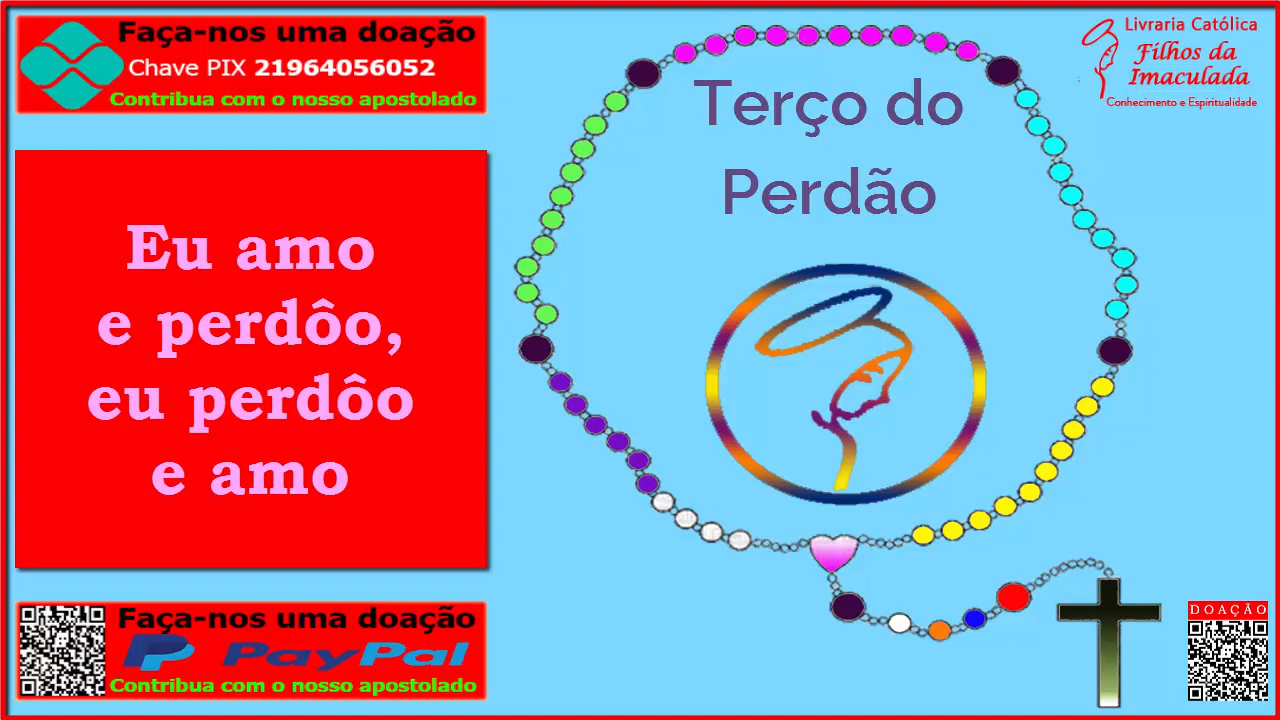 Faça-nos uma doação
Chave PIX 21964056052
Contribua com o nosso apostolado
Eu amo
e perdôo,
eu perdôo
e amo
Faça-nos uma doação
PayPal
Contribua com o nosso apostolado
Terço do
Perdão
Livraria Católica
Filhos da
Imaculada
Conhecimento e Espiritualidade
DOAÇÃO